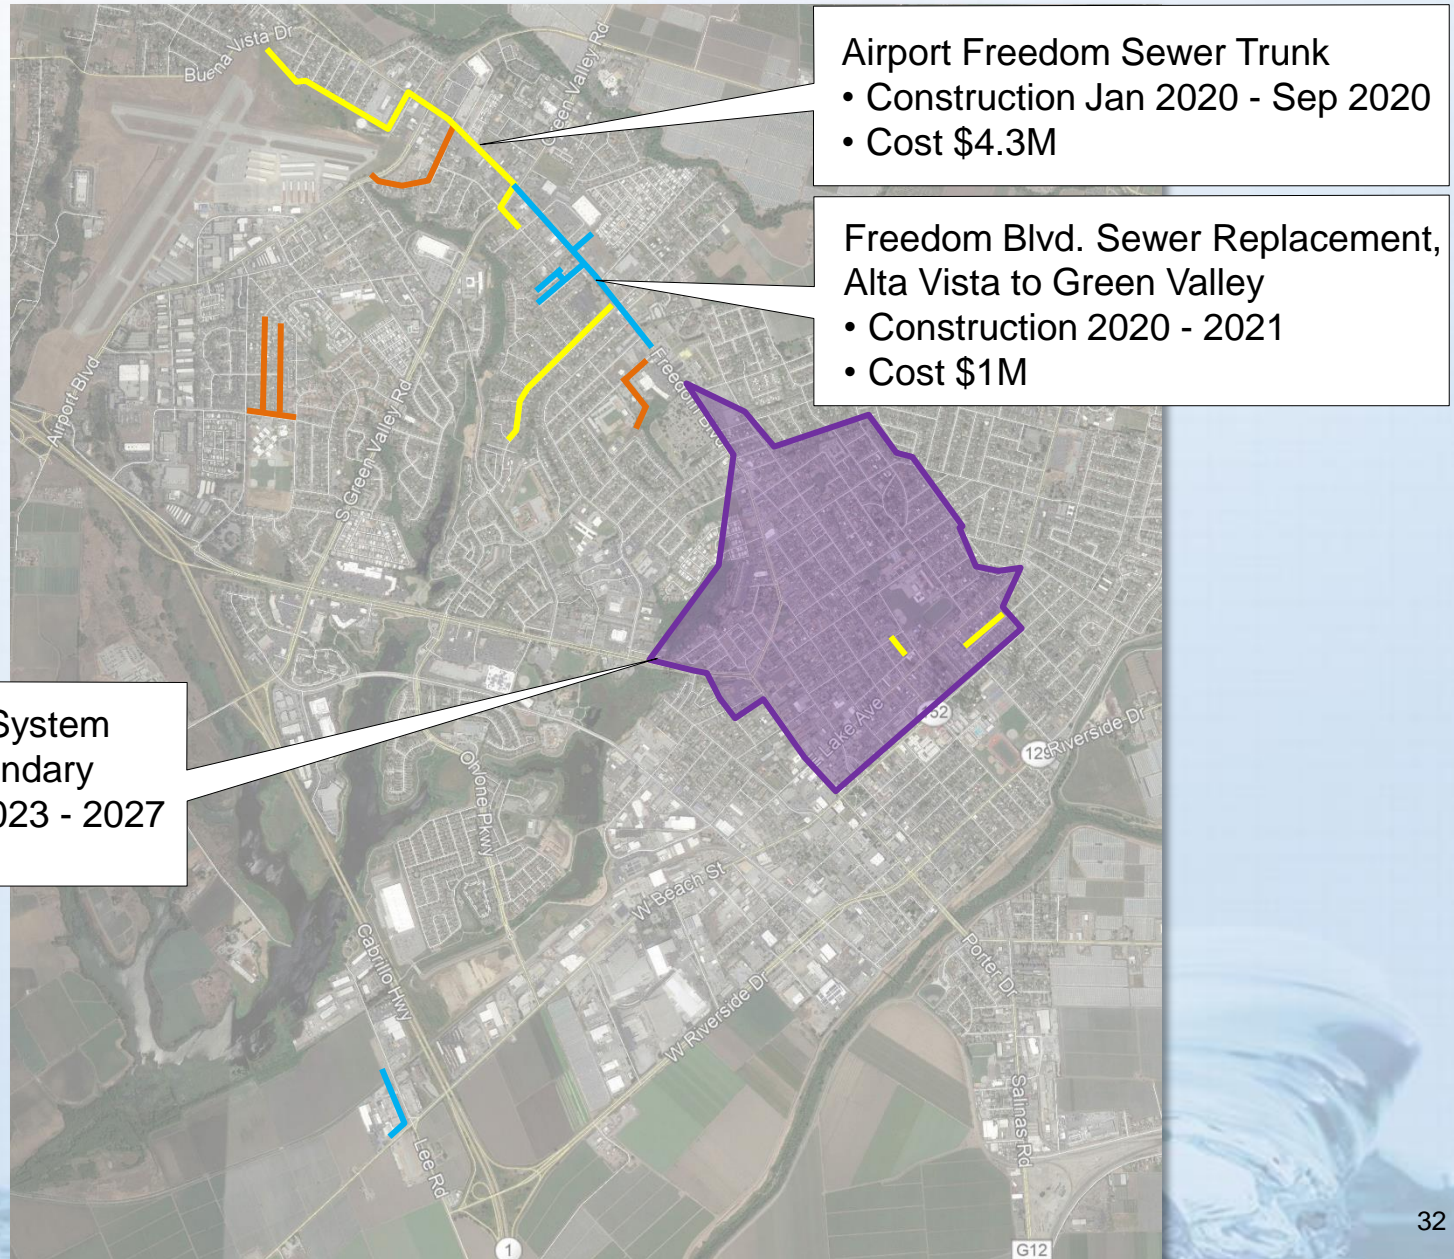 Airport Freedom Sewer Trunk
• Construction Jan 2020 - Sep 2020
• Cost $4.3M
Freedom Blvd. Sewer Replacement,
Alta Vista to Green Valley
• Construction 2020 - 2021
• Cost $1M
System
ndary
023 - 2027
Buena Vista Dr
Green Valley Rd
Airport Blvd
S Green Valley Rd
Freedom Blvd
E Lake Ave
152
129
Riverside Dr
Ohlone Pkwy
W Beach St
Cabrillo Hwy
W Riverside Dr
Porter Dr
Salinas Rd
Lee Rd
1
G12
32